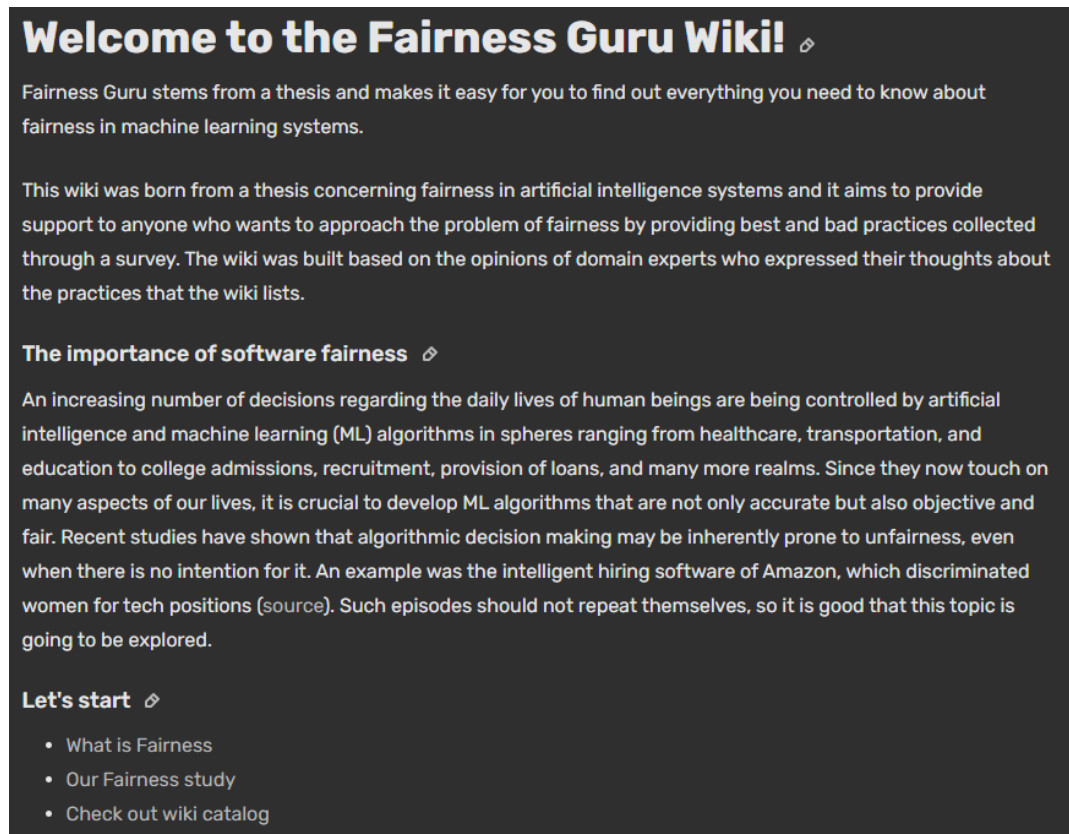 Welcome to the Fairness Guru Wiki!
Fairness Guru stems from a thesis and makes it easy for you to find out everything you need to know about
fairness in machine learning systems.
This wiki was born from a thesis concerning fairness in artificial intelligence systems and it aims to provide
support to anyone who wants to approach the problem of fairness by providing best and bad practices collected
through a survey. The wiki was built based on the opinions of domain experts who expressed their thoughts about
the practices that the wiki lists.
The importance of software fairness
An increasing number of decisions regarding the daily lives of human beings are being controlled by artificial
intelligence and machine learning (ML) algorithms in spheres ranging from healthcare, transportation, and
education to college admissions, recruitment, provision of loans, and many more realms. Since they now touch on
many aspects of our lives, it is crucial to develop ML algorithms that are not only accurate but also objective and
fair. Recent studies have shown that algorithmic decision making may be inherently prone to unfairness, even
when there is no intention for it. An example was the intelligent hiring software of Amazon, which discriminated
women for tech positions (source). Such episodes should not repeat themselves, so it is good that this topic is
going to be explored.
Let's start
• What is Fairness
• Our Fairness study
• Check out wiki catalog